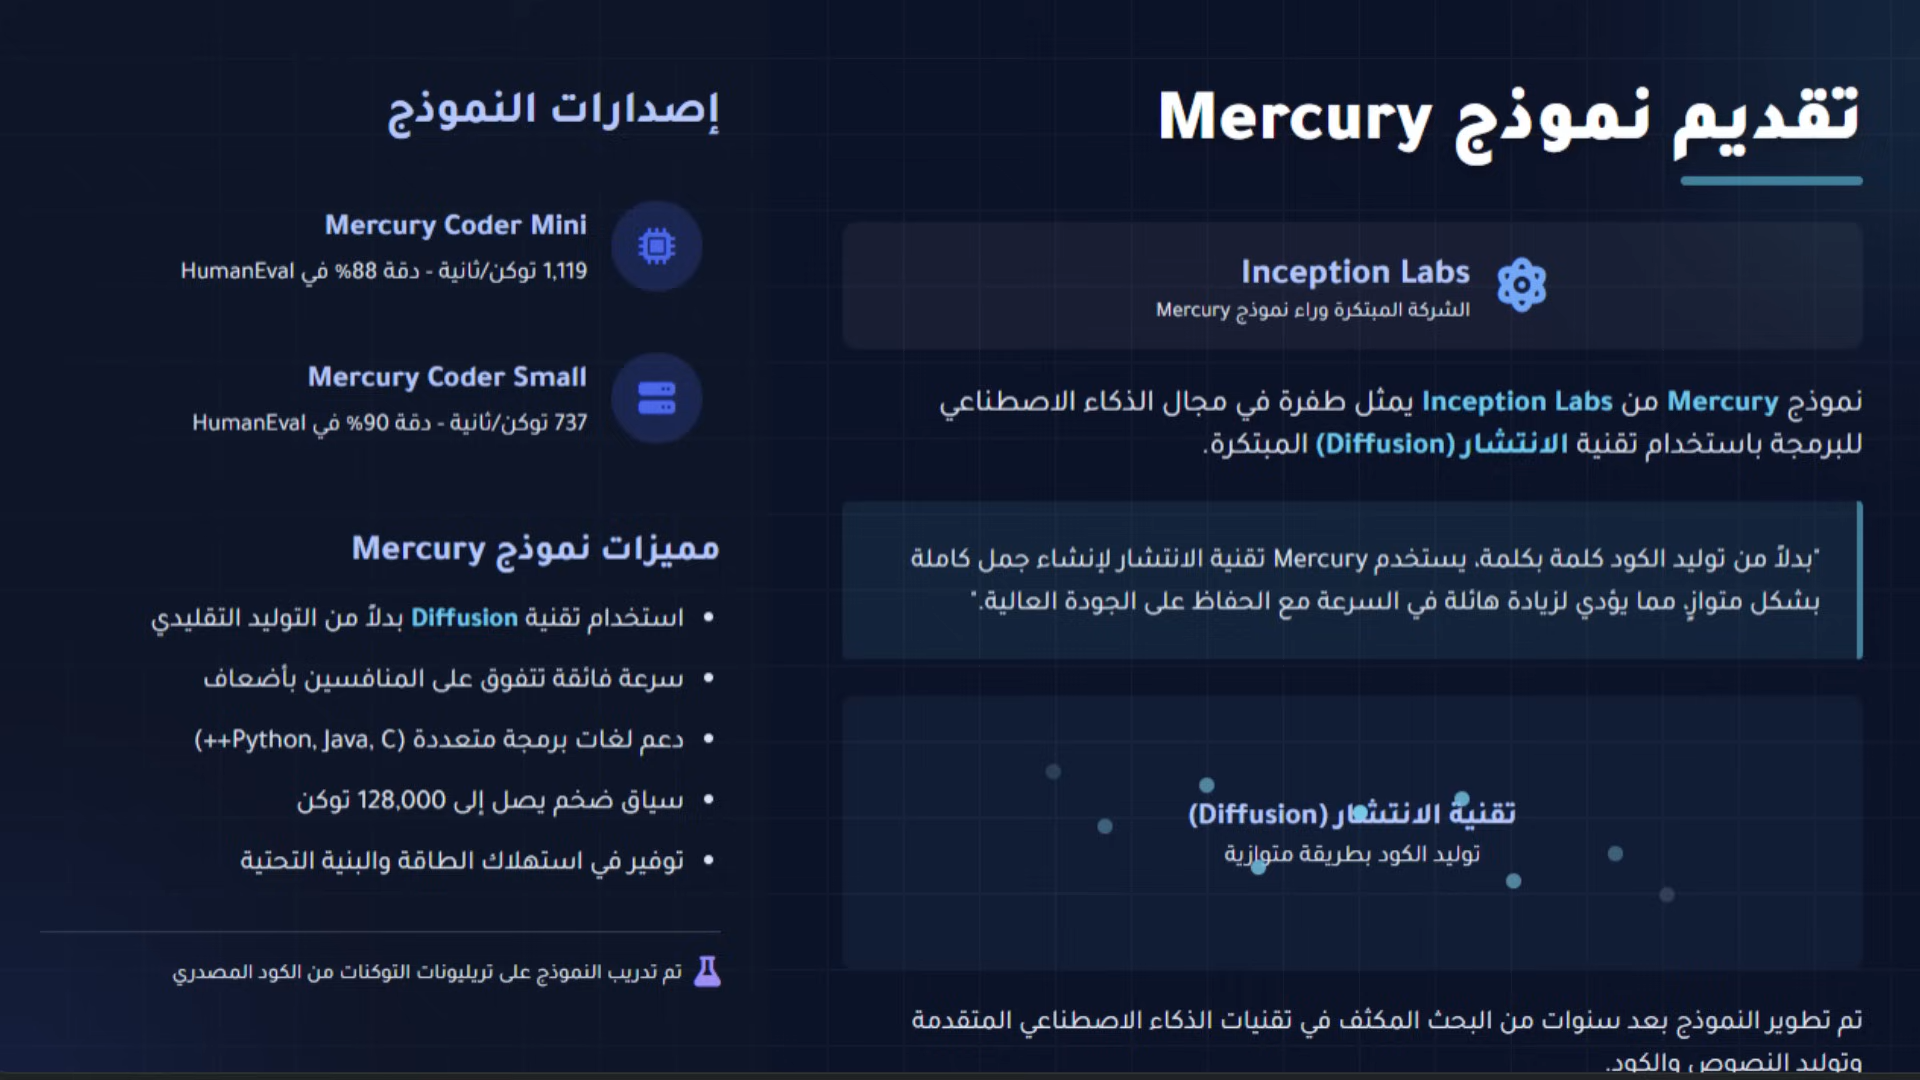 تقديم نموذج Mercury
Inception Labs
الشركة المبتكرة وراء نموذج Mercury
نموذج Mercury من Inception Labs يمثل طفرة في مجال الذكاء الاصطناعي
للبرمجة باستخدام تقنية الانتشار (Diffusion) المبتكرة.
"بدلاً من توليد الكود كلمة بكلمة، يستخدم Mercury تقنية الانتشار لإنشاء جمل كاملة
بشكل متوازٍ، مما يؤدي لزيادة هائلة في السرعة مع الحفاظ على الجودة العالية."
تقنية الانتشار (Diffusion)
توليد الكود بطريقة متوازية
تم تطوير النموذج بعد سنوات من البحث المكثف في تقنيات الذكاء الاصطناعي المتقدمة
وتوليد النصوص والكود.
إصدارات النموذج
Mercury Coder Mini
1,119 توكن/ثانية - دقة 88% في HumanEval
Mercury Coder Small
737 توكن/ثانية - دقة 90% في HumanEval
مميزات نموذج Mercury
• استخدام تقنية Diffusion بدلاً من التوليد التقليدي
• سرعة فائقة تتفوق على المنافسين بأضعاف
• دعم لغات برمجة متعددة (Python, Java, C++)
• سياق ضخم يصل إلى 128,000 توكن
• توفير في استهلاك الطاقة والبنية التحتية
تم تدريب النموذج على تريليونات التوكنات من الكود المصدري